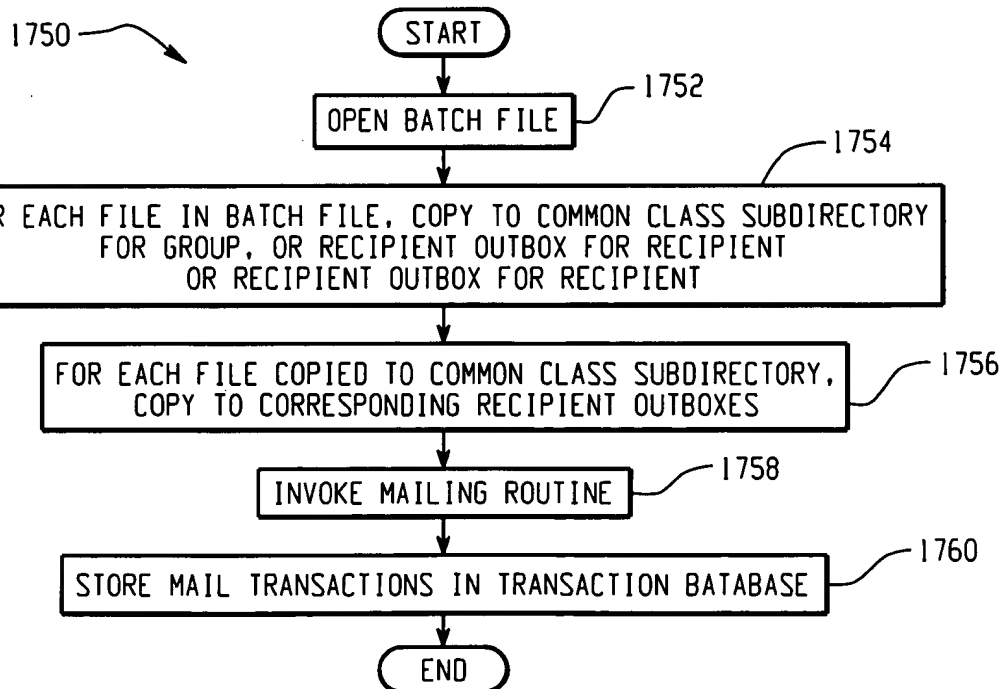 1750
START
1752
OPEN BATCH FILE
1754
R EACH FILE IN BATCH FILE, COPY TO COMMON CLASS SUBDIRECTORY
FOR GROUP, OR RECIPIENT OUTBOX FOR RECIPIENT
OR RECIPIENT OUTBOX FOR RECIPIENT
1756
FOR EACH FILE COPIED TO COMMON CLASS SUBDIRECTORY,
COPY TO CORRESPONDING RECIPIENT OUTBOXES
1758
INVOKE MAILING ROUTINE
1760
STORE MAIL TRANSACTIONS IN TRANSACTION BATABASE
END